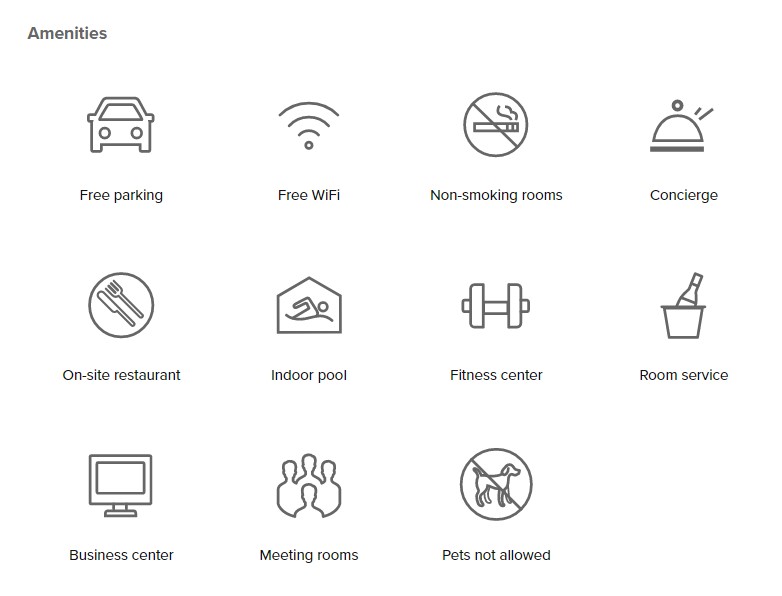 Amenities
Free parking
Free WiFi
Non-smoking rooms
Concierge
On-site restaurant
Indoor pool
Fitness center
Room service
Business center
Meeting rooms
Pets not allowed